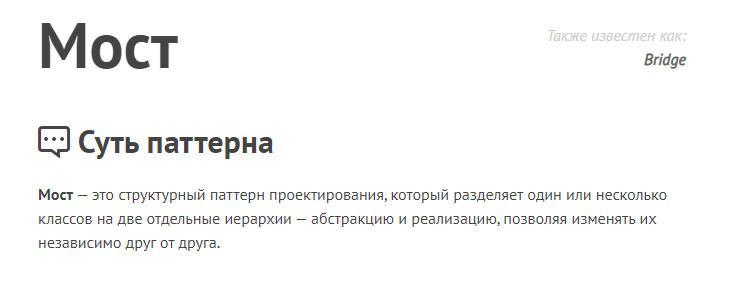 Мост
Также известен как:
Bridge
Суть паттерна
Мост — это структурный паттерн проектирования, который разделяет один или несколько
классов на две отдельные иерархии — абстракцию и реализацию, позволяя изменять их
независимо друг от друга.